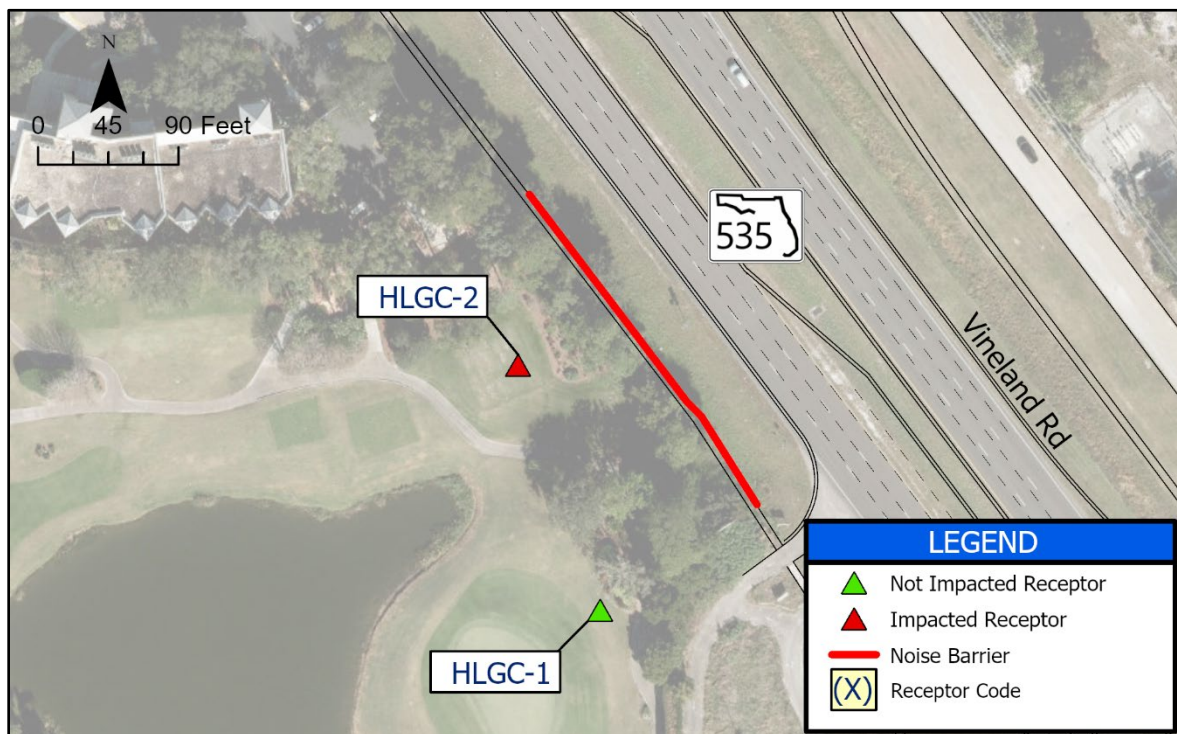 N
0 45 90 Feet
535
HLGC-2
Vineland Rd
HLGC-1
LEGEND
Not Impacted Receptor
Impacted Receptor
Noise Barrier
(X) Receptor Code